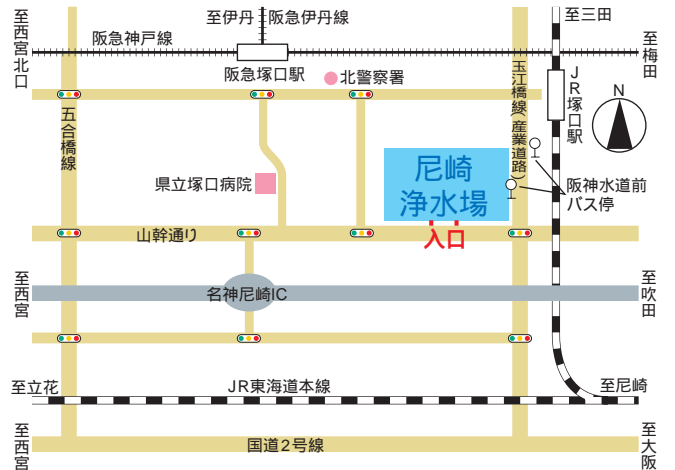 至西宮北口
阪急神戸線
至伊丹
阪急伊丹線
至三田
至梅田
阪急塚口駅
北警察署
玉江橋線(産業道路)
JR塚口駅
N
五合橋線
県立塚口病院
尼崎
浄水場
阪神水道前
バス停
山幹通り
入口
至西宮
名神尼崎IC
至吹田
至立花
JR東海道本線
至尼崎
至西宮
国道2号線
至大阪